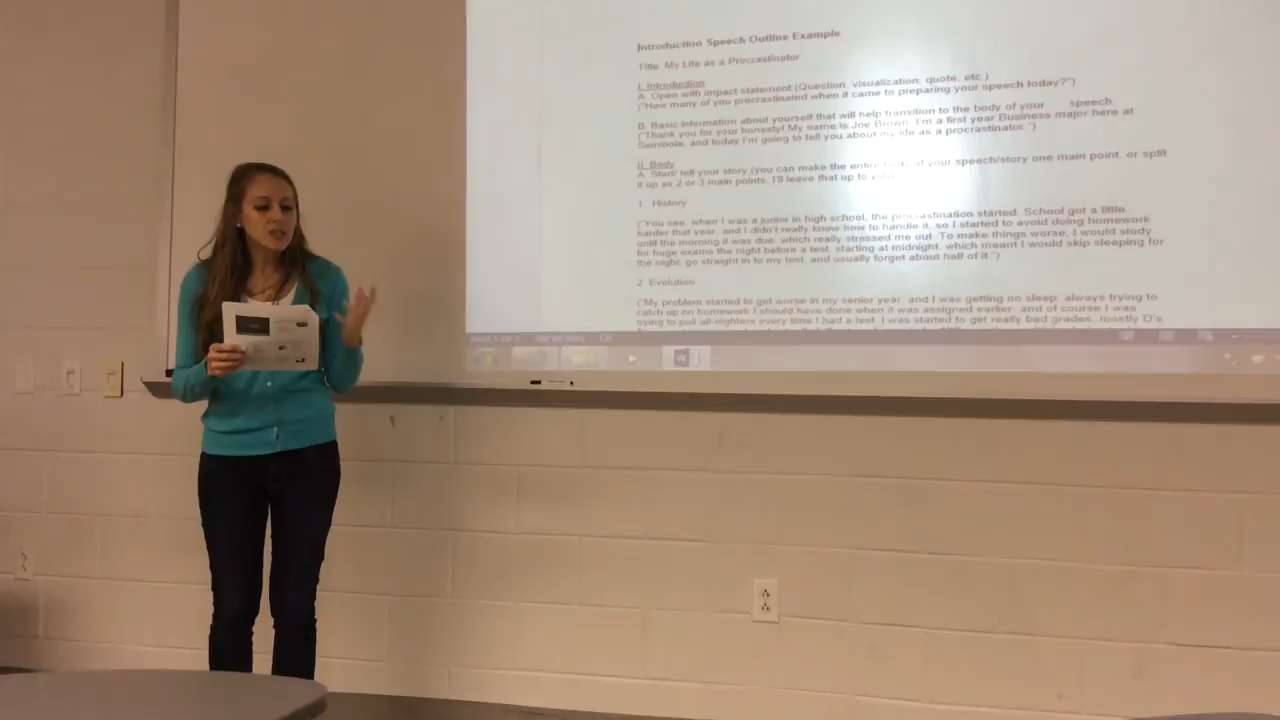 Introduction Speech Outline Example
Title: My Life as a Procrastinator
I. Introduction
A. Open with impact statement (Question, visualization, quote, etc.)
("How many of you procrastinated when it came to preparing your speech today?")
B. Basic information about yourself that will help transition to the body of your speech
("Thank you for your honesty! My name is Joe Brown, I'm a first year Business major here at
Seminole, and today I'm going to tell you about my life as a procrastinator.")
II. Body
A. Start/ tell your story (you can make the entire of your speech/story one main point, or split
it up as 2 or 3 main points. I'll leave that up to
1. History
("You see, when I was a junior in high school, the procrastination started. School got a little
harder that year, and I didn't really know how to handle it, so I started to avoid doing homework
until the morning it was due, which really stressed me out. To make things worse, I would study
for huge exams the night before a test, starting at midnight, which meant I would skip sleeping for
the night, go straight in to my test, and usually forget about half of it.")
2. Evolution
("My problem started to get worse in my senior year, and I was getting no sleep, always trying to
catch up on homework I should have done when it was assigned earlier, and of course I was
trying to pull all-nighters every time I had a test. I was started to get really bad grades, mostly D's
W